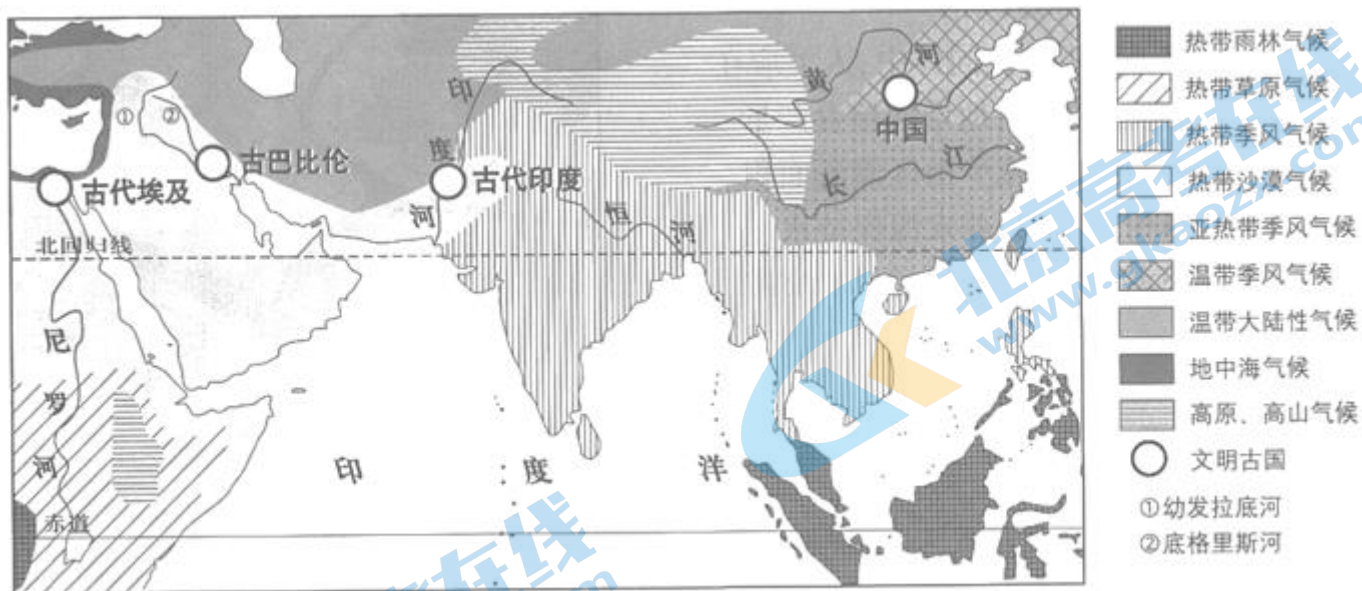 印
度
河
黄
河
中国
①
②
古巴比伦
古代印度
古代埃及
长
江
恒
河
北回归线
尼
罗
河
赤道
印
度
洋
热带雨林气候
热带草原气候
热带季风气候
热带沙漠气候
亚热带季风气候
温带季风气候
温带大陆性气候
地中海气候
高原、高山气候
文明古国
①幼发拉底河
②底格里斯河
北京高考在线
www.gkaozx.com